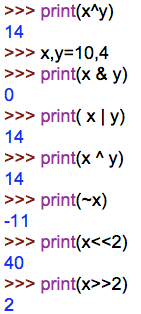 >>> print(x^y)
14
>>> x,y=10,4
>>> print(x & y)
0
>>> print( x | y)
14
>>> print(x ^ y)
14
>>> print(~x)
-11
>>> print(x<<2)
40
>>> print(x>>2)
2